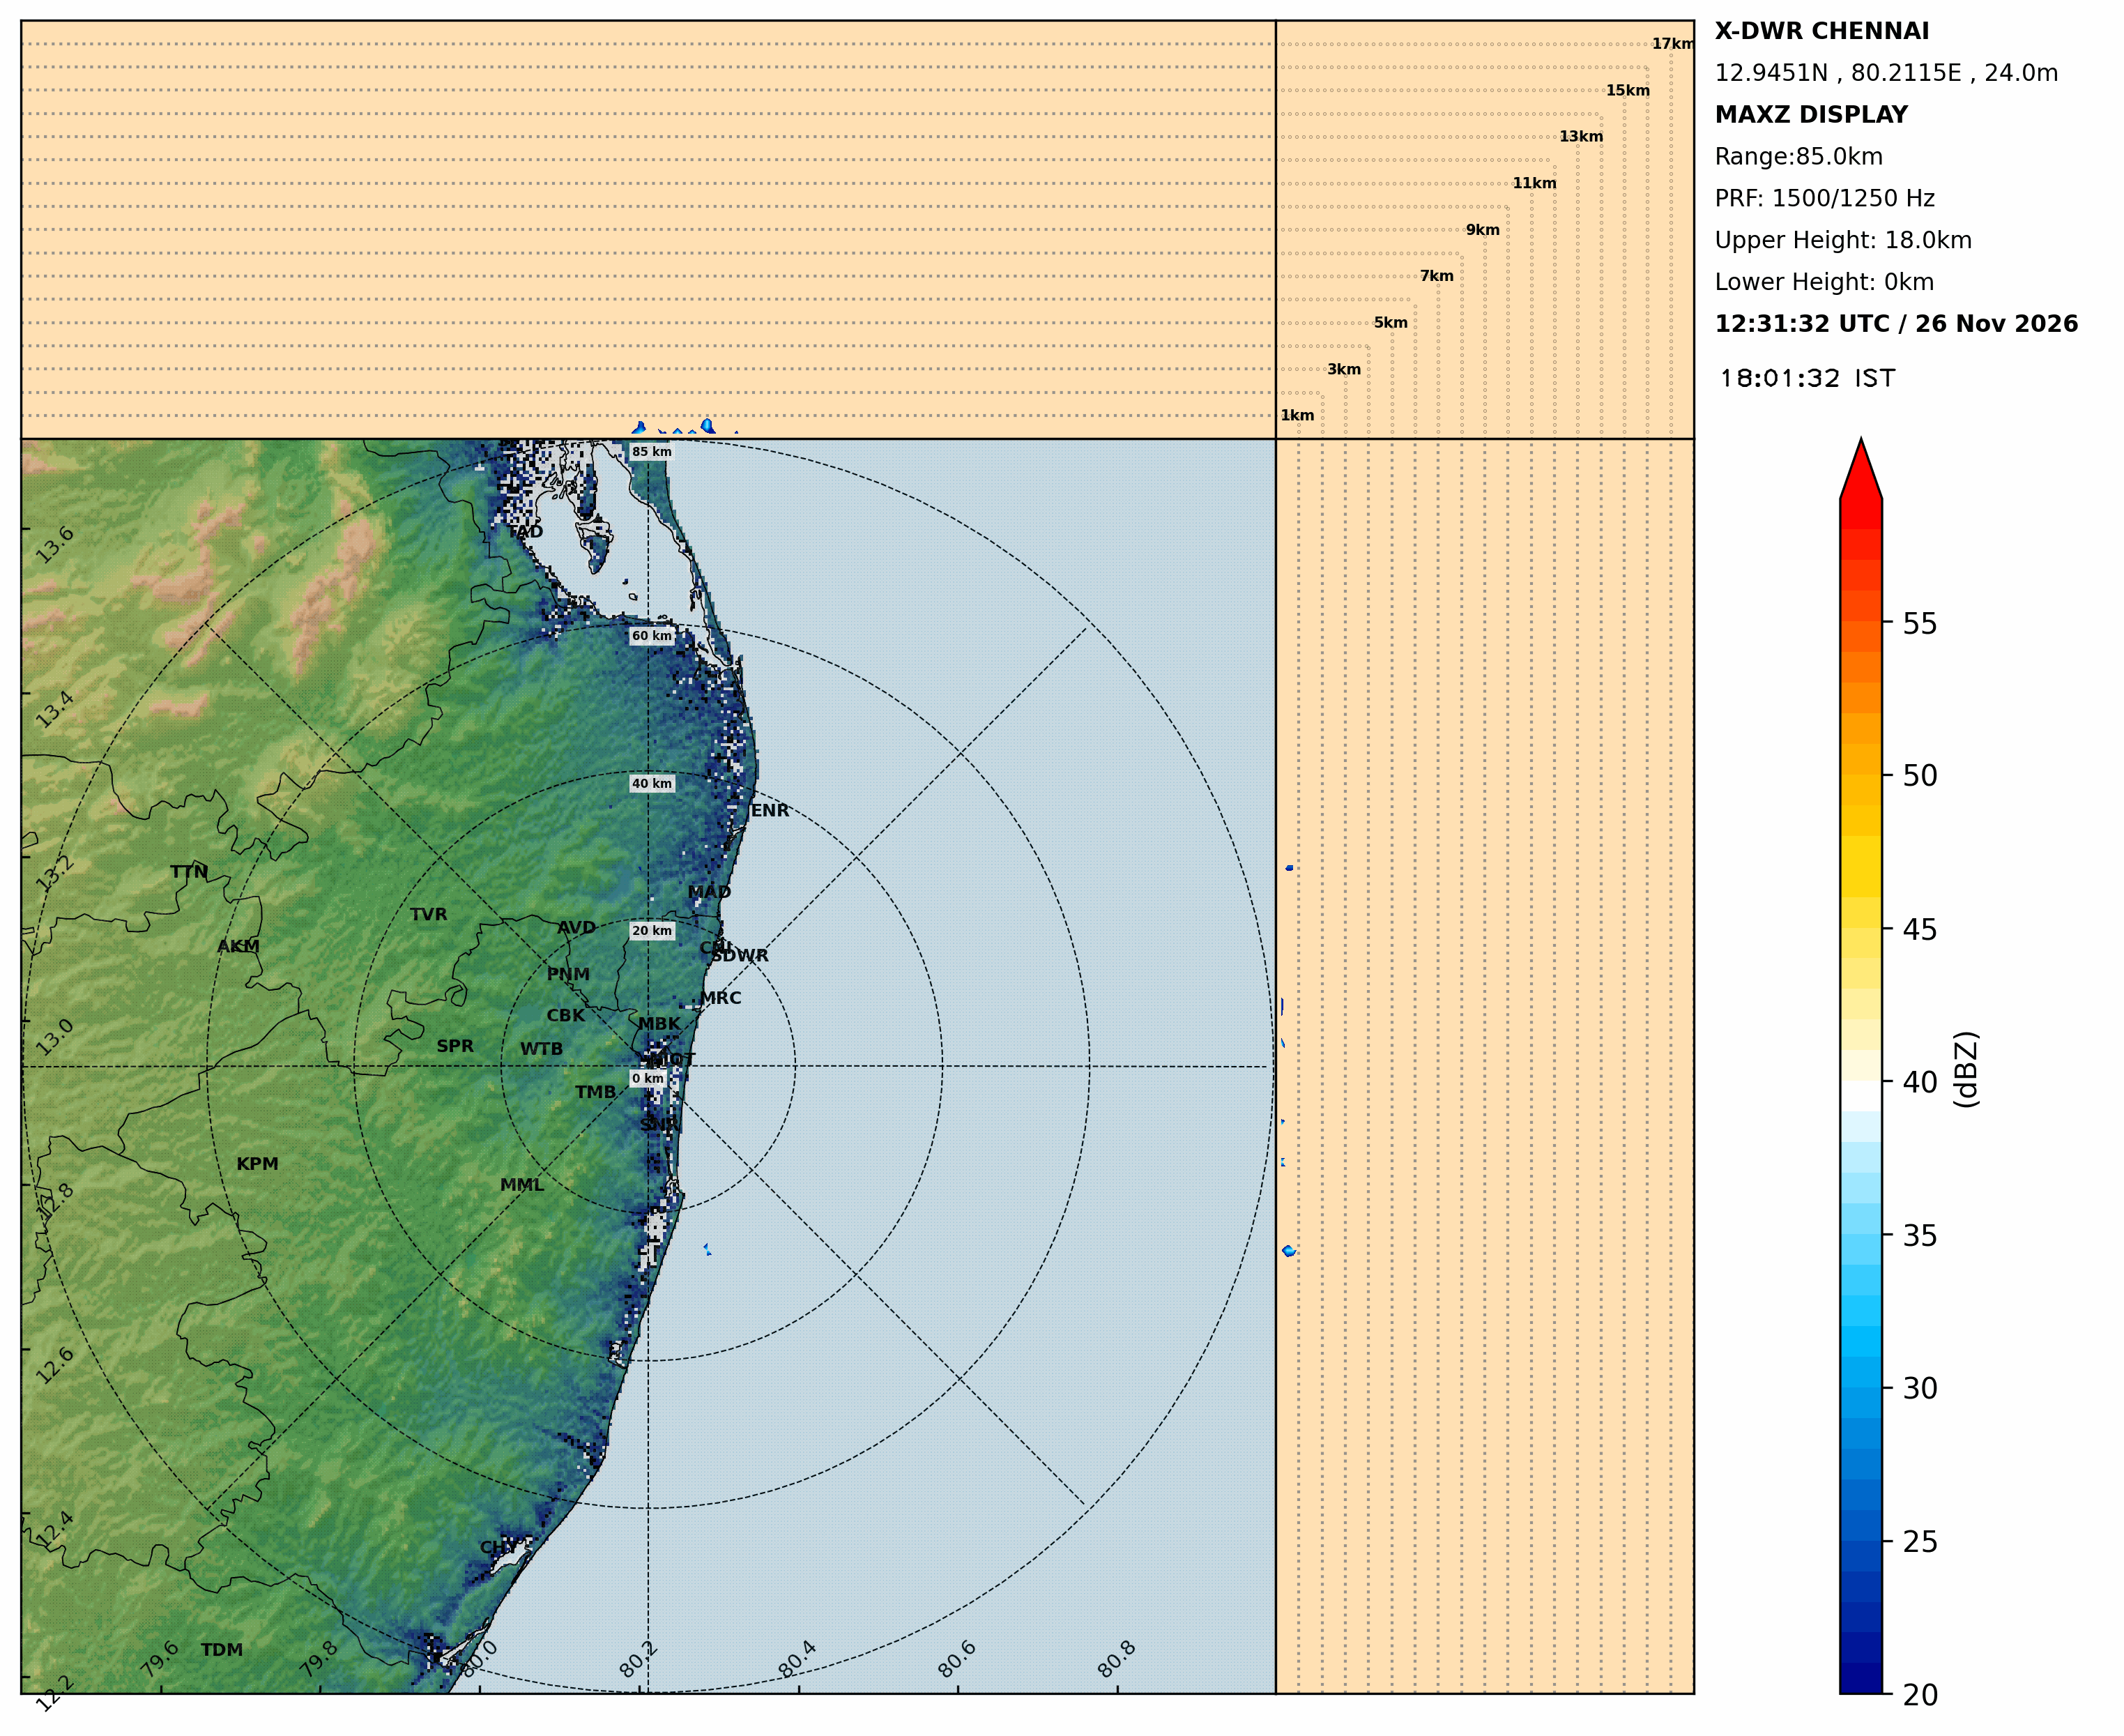 X-DWR CHENNAI
12.9451N , 80.2115E , 24.0m
MAXZ DISPLAY
Range:85.0km
PRF: 1500/1250 Hz
Upper Height: 18.0km
Lower Height: 0km
12:31:32 UTC / 26 Nov 2026
18:01:32 IST
17km
15km
13km
11km
9km
7km
5km
3km
1km
85 km
60 km
40 km
20 km
0 km
TAD
ENR
TTN
MAD
TVR
AVD
AKM
SDWR
PNM
MRC
CBK
MBK
SPR
WTB
TMB
SNR
KPM
MML
CHY
TDM
13.6
13.4
13.2
13.0
12.8
12.6
12.4
12.2
79.6
79.8
80.0
80.2
80.4
80.6
80.8
55
50
45
40
35
30
25
20
(dBZ)